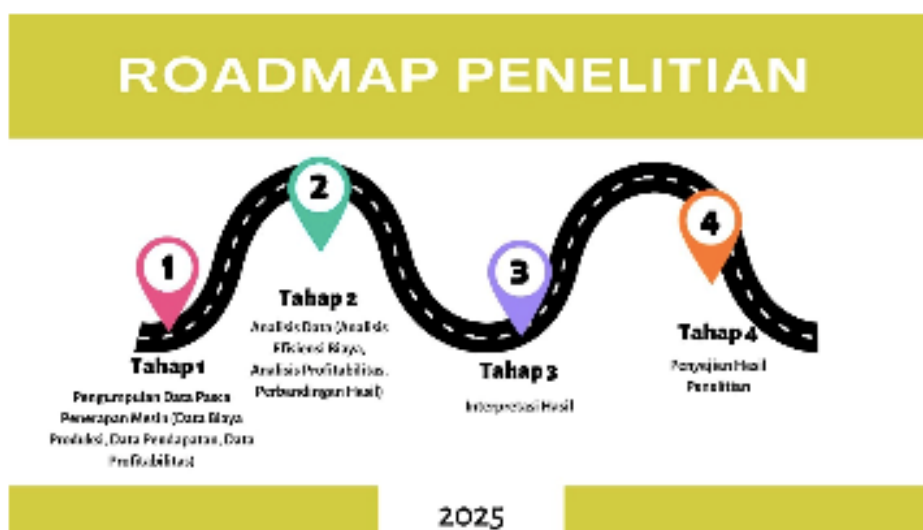 ROADMAP PENELITIAN
1
Tahap 1
Pengumpulan Data Pasca
Penerapan Mesin (Data Biaya
Produksi, Data Pendapatan, Data
Profitabilitas)
2
Tahap 2
Analisis Data (Analisis
Efisiensi Biaya,
Analisis Profitabilitas,
Perbandingan Hasil)
3
Tahap 3
Interpretasi Hasil
4
Tahap 4
Penyajian Hasil
Penelitian
2025